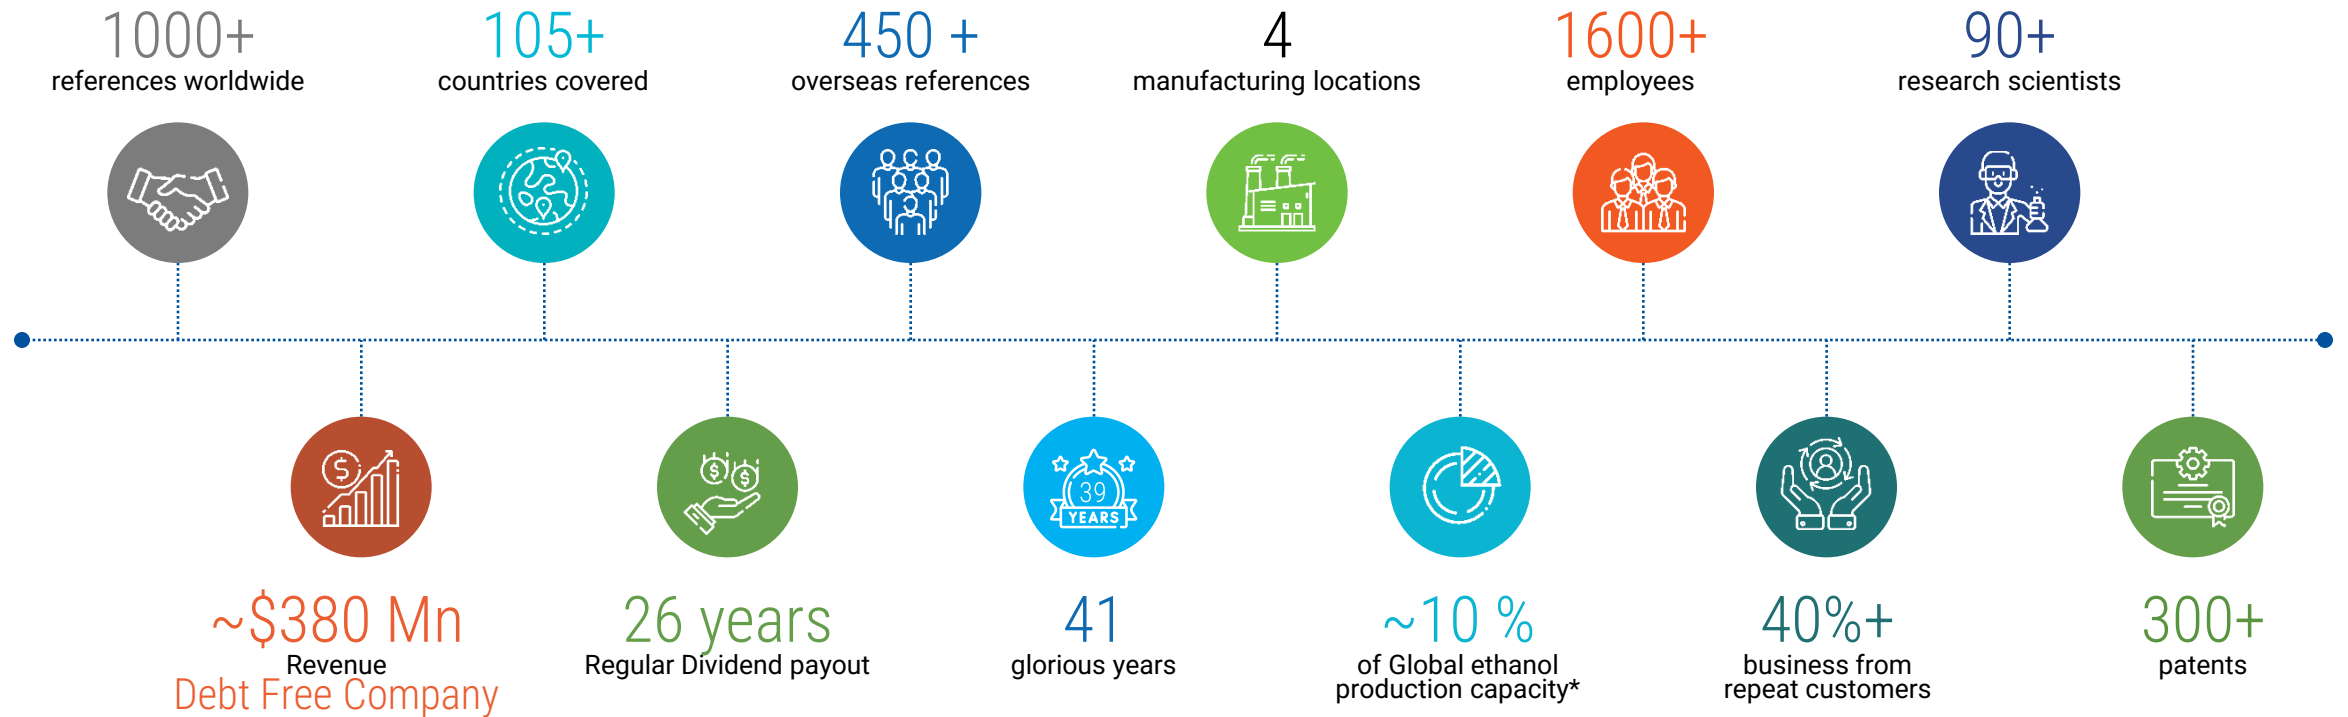 1000+
references worldwide
105+
countries covered
450 +
overseas references
4
manufacturing locations
1600+
employees
90+
research scientists
~$380 Mn
Revenue
Debt Free Company
26 years
Regular Dividend payout
39
YEARS
41
glorious years
~10 %
of Global ethanol
production capacity*
40%+
business from
repeat customers
300+
patents